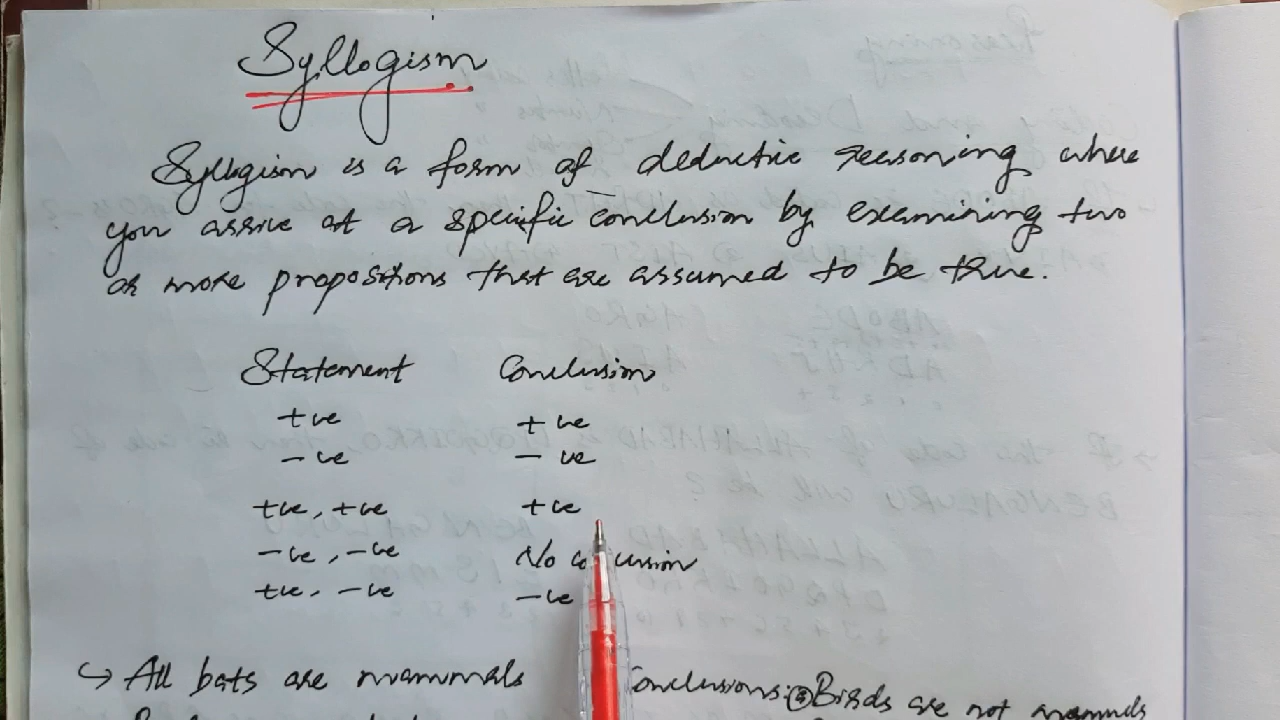 Syllogism
Syllogism is a form of deductive reasoning where
you arrive at a specific conclusion by examining two
or more propositions that are assumed to be true.
Statement Conclusion
+ve +ve
-ve -ve
+ve, +ve +ve
-ve, -ve No conclusion
+ve, -ve -ve
↪ All bats are mammals Conclusions: Birds are not mammals